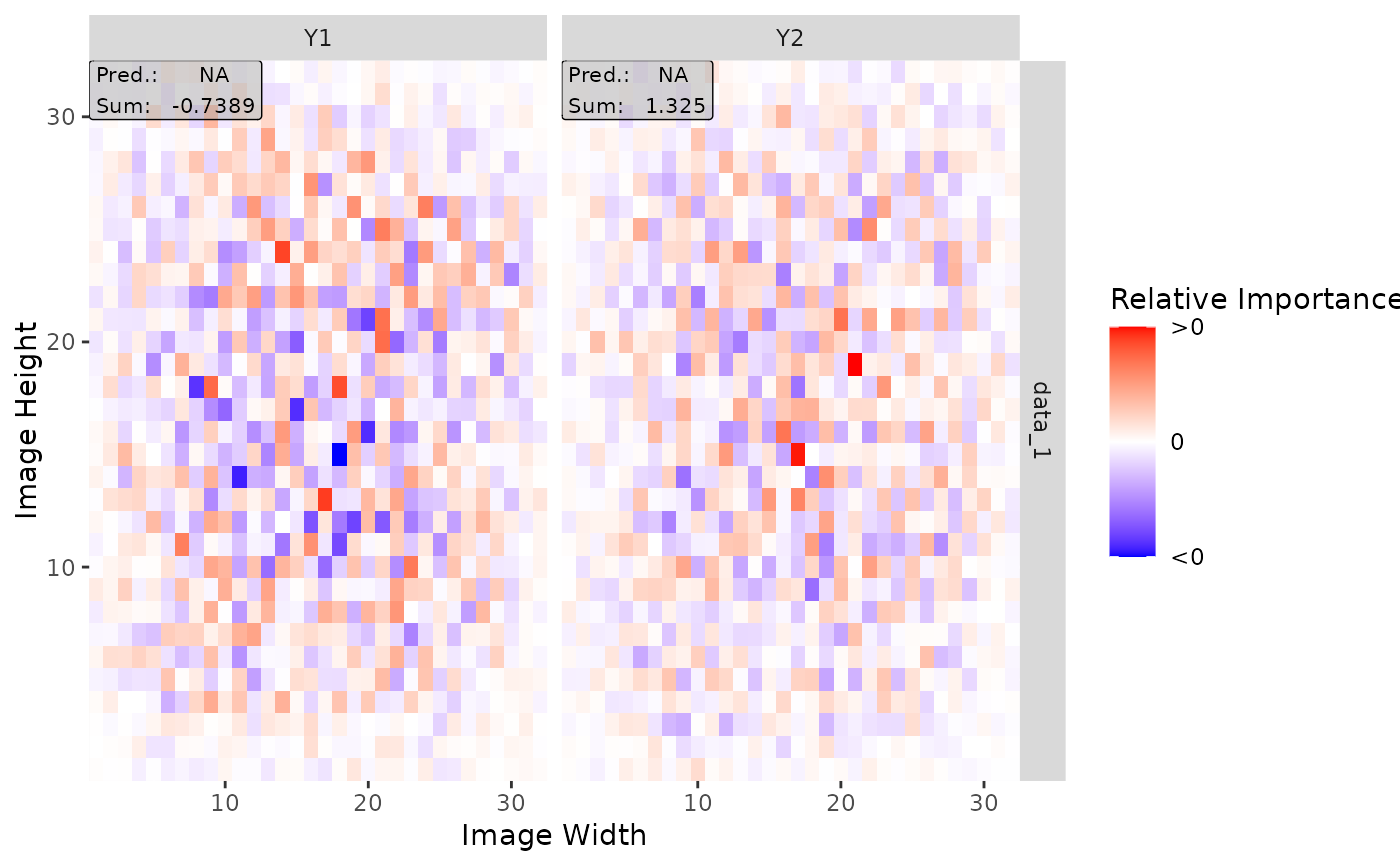 Y1
Y2
Pred.: NA
Sum: -0.7389
Pred.: NA
Sum: 1.325
data_1
30
20
10
Image Height
10
20
30
10
20
30
Image Width
Relative Importance
>0
0
<0